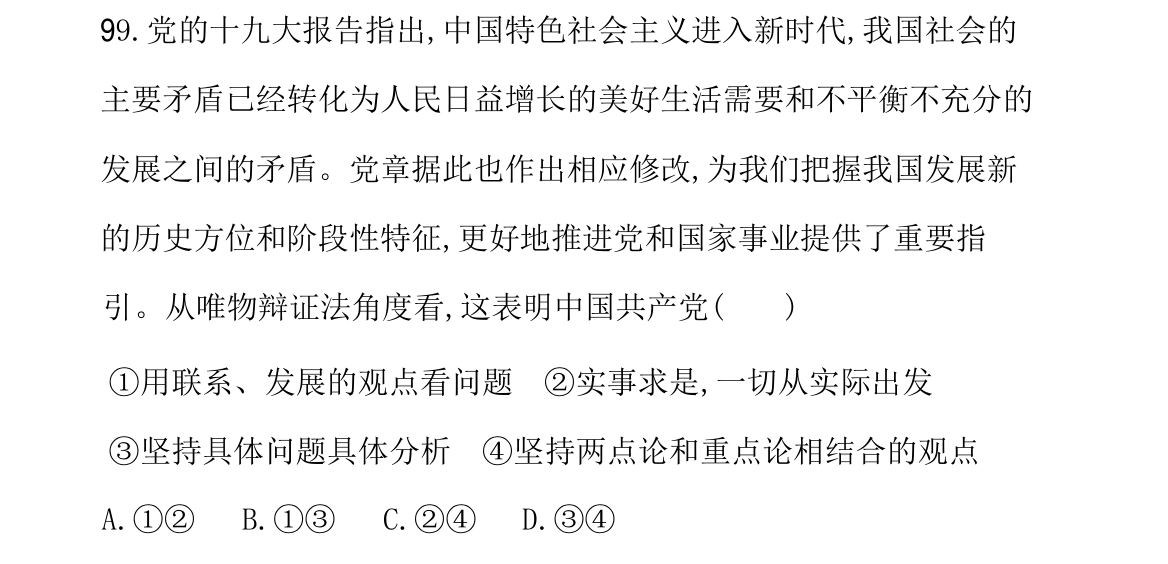 99.党的十九大报告指出,中国特色社会主义进入新时代,我国社会的
主要矛盾已经转化为人民日益增长的美好生活需要和不平衡不充分的
发展之间的矛盾。党章据此也作出相应修改,为我们把握我国发展新
的历史方位和阶段性特征,更好地推进党和国家事业提供了重要指
引。从唯物辩证法角度看,这表明中国共产党(　　)
①用联系、发展的观点看问题　②实事求是,一切从实际出发
③坚持具体问题具体分析　④坚持两点论和重点论相结合的观点
A.①②　B.①③　C.②④　D.③④